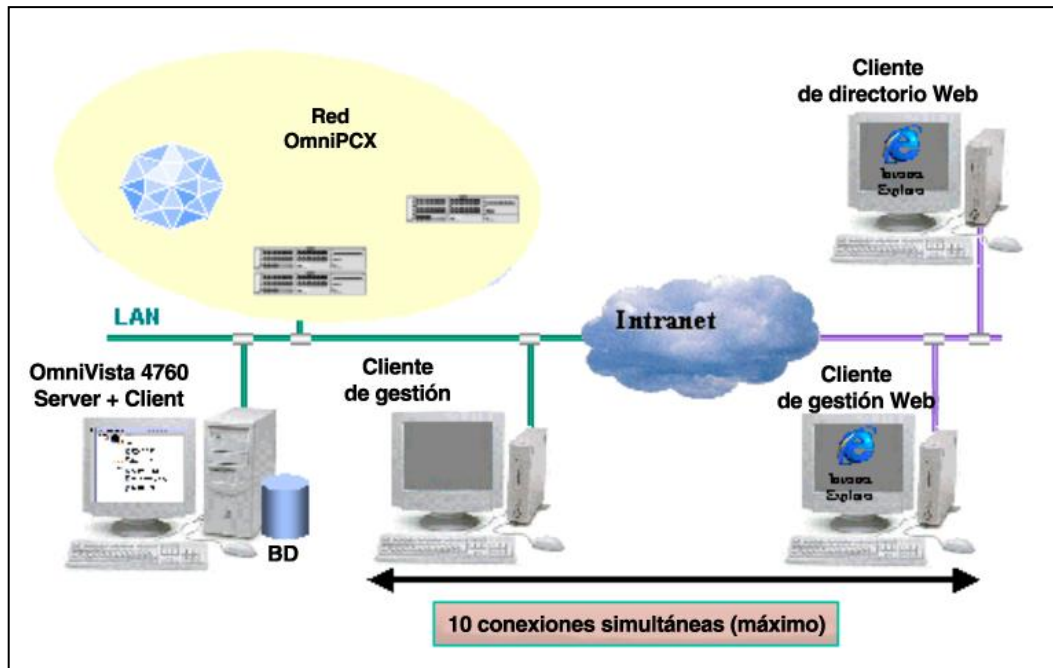 Cliente
de directorio Web
Red
OmniPCX
LAN
Intranet
OmniVista 4760
Server + Client
Cliente
de gestión
Cliente
de gestión Web
BD
10 conexiones simultáneas (máximo)